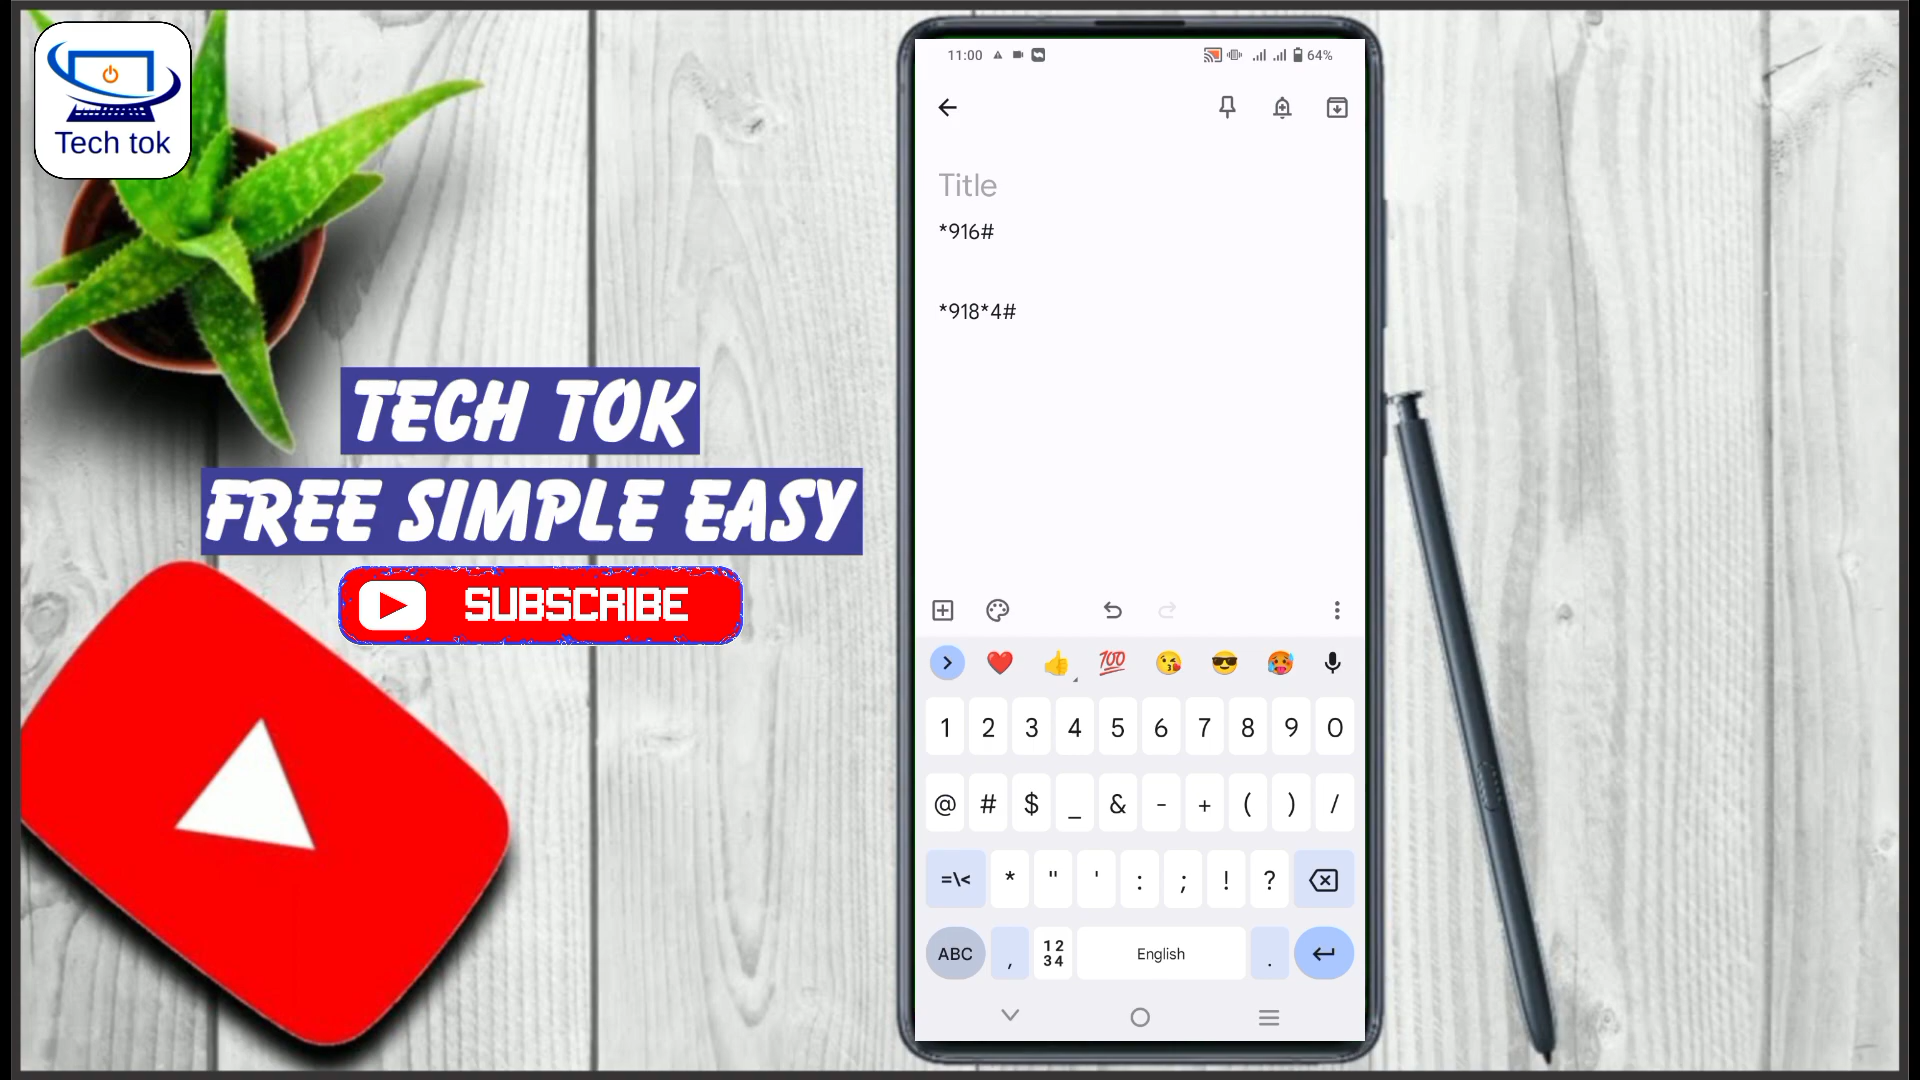 Tech tok
TECH TOK
FREE SIMPLE EASY
SUBSCRIBE
11:00
64%
Title
*916#
*918*4#
100
1 2 3 4 5 6 7 8 9 0
@ # $ _ & - + ( ) /
=\< * " ' : ; ! ?
ABC , 12 34 English .